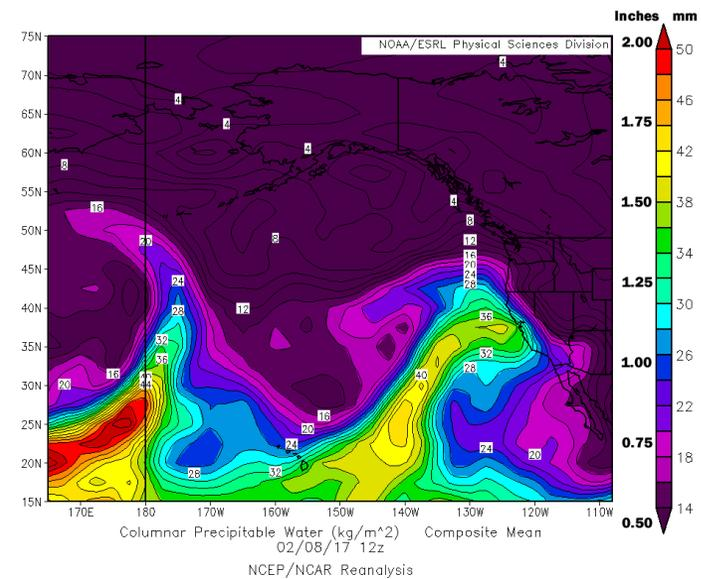 Inches mm
NOAA/ESRL Physical Sciences Division
75N
70N
65N
60N
55N
50N
45N
40N
35N
30N
25N
20N
15N
170E 180 170W 160W 150W 140W 130W 120W 110W
4
4
4
4
8
4
16
8
20
8
12
16
20
24
28
24
28
12
36
32
36
32
28
40
16
20
40
44
16
20
24
24
20
28
32
2.00
1.75
1.50
1.25
1.00
0.75
0.50
50
46
42
38
34
30
26
22
18
14
Columnar Precipitable Water (kg/m^2) Composite Mean
02/08/17 12z
NCEP/NCAR Reanalysis